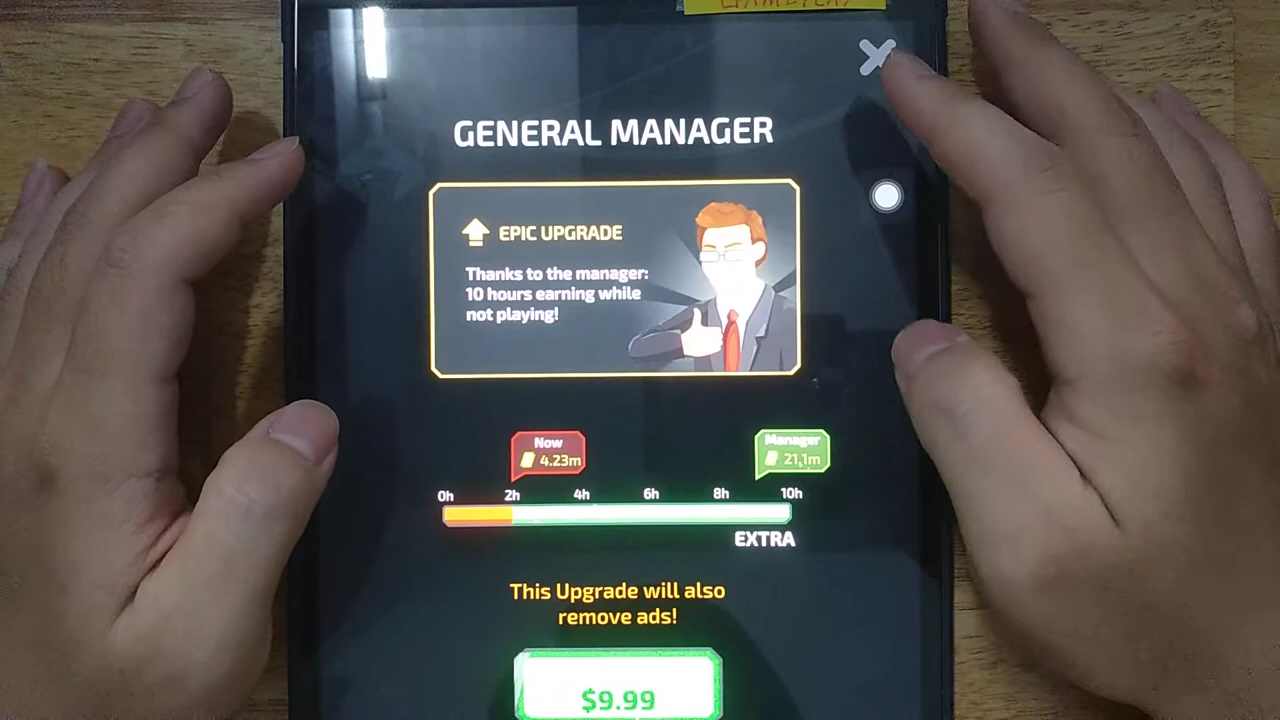 GAMEPLAY
GENERAL MANAGER
EPIC UPGRADE
Thanks to the manager:
10 hours earning while
not playing!
Now
4.23m
Manager
21.1m
0h 2h 4h 6h 8h 10h
EXTRA
This Upgrade will also
remove ads!
$9.99